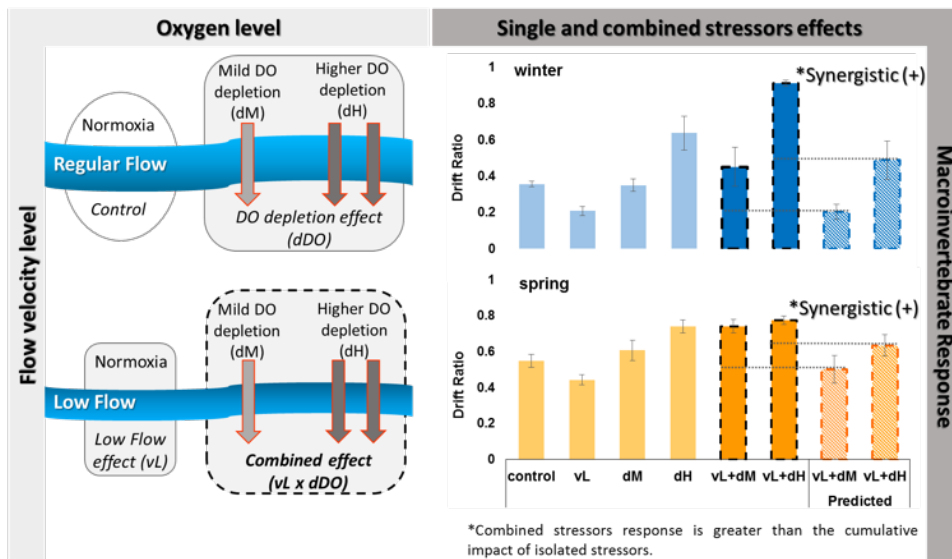 Oxygen level
Single and combined stressors effects
Flow velocity level
Macroinvertebrate Response
Normoxia
Regular Flow
Control
Mild DO
depletion
(dM)
Higher DO
depletion
(dH)
DO depletion effect
(dDO)
Normoxia
Low Flow
Low Flow
effect (vL)
Mild DO
depletion
(dM)
Higher DO
depletion
(dH)
Combined effect
(vL x dDO)
winter
*Synergistic (+)
Drift Ratio
1
0.8
0.6
0.4
0.2
0
spring
*Synergistic (+)
Drift Ratio
1
0.8
0.6
0.4
0.2
0
control vL dM dH vL+dM vL+dH vL+dM vL+dH
Predicted
*Combined stressors response is greater than the cumulative
impact of isolated stressors.